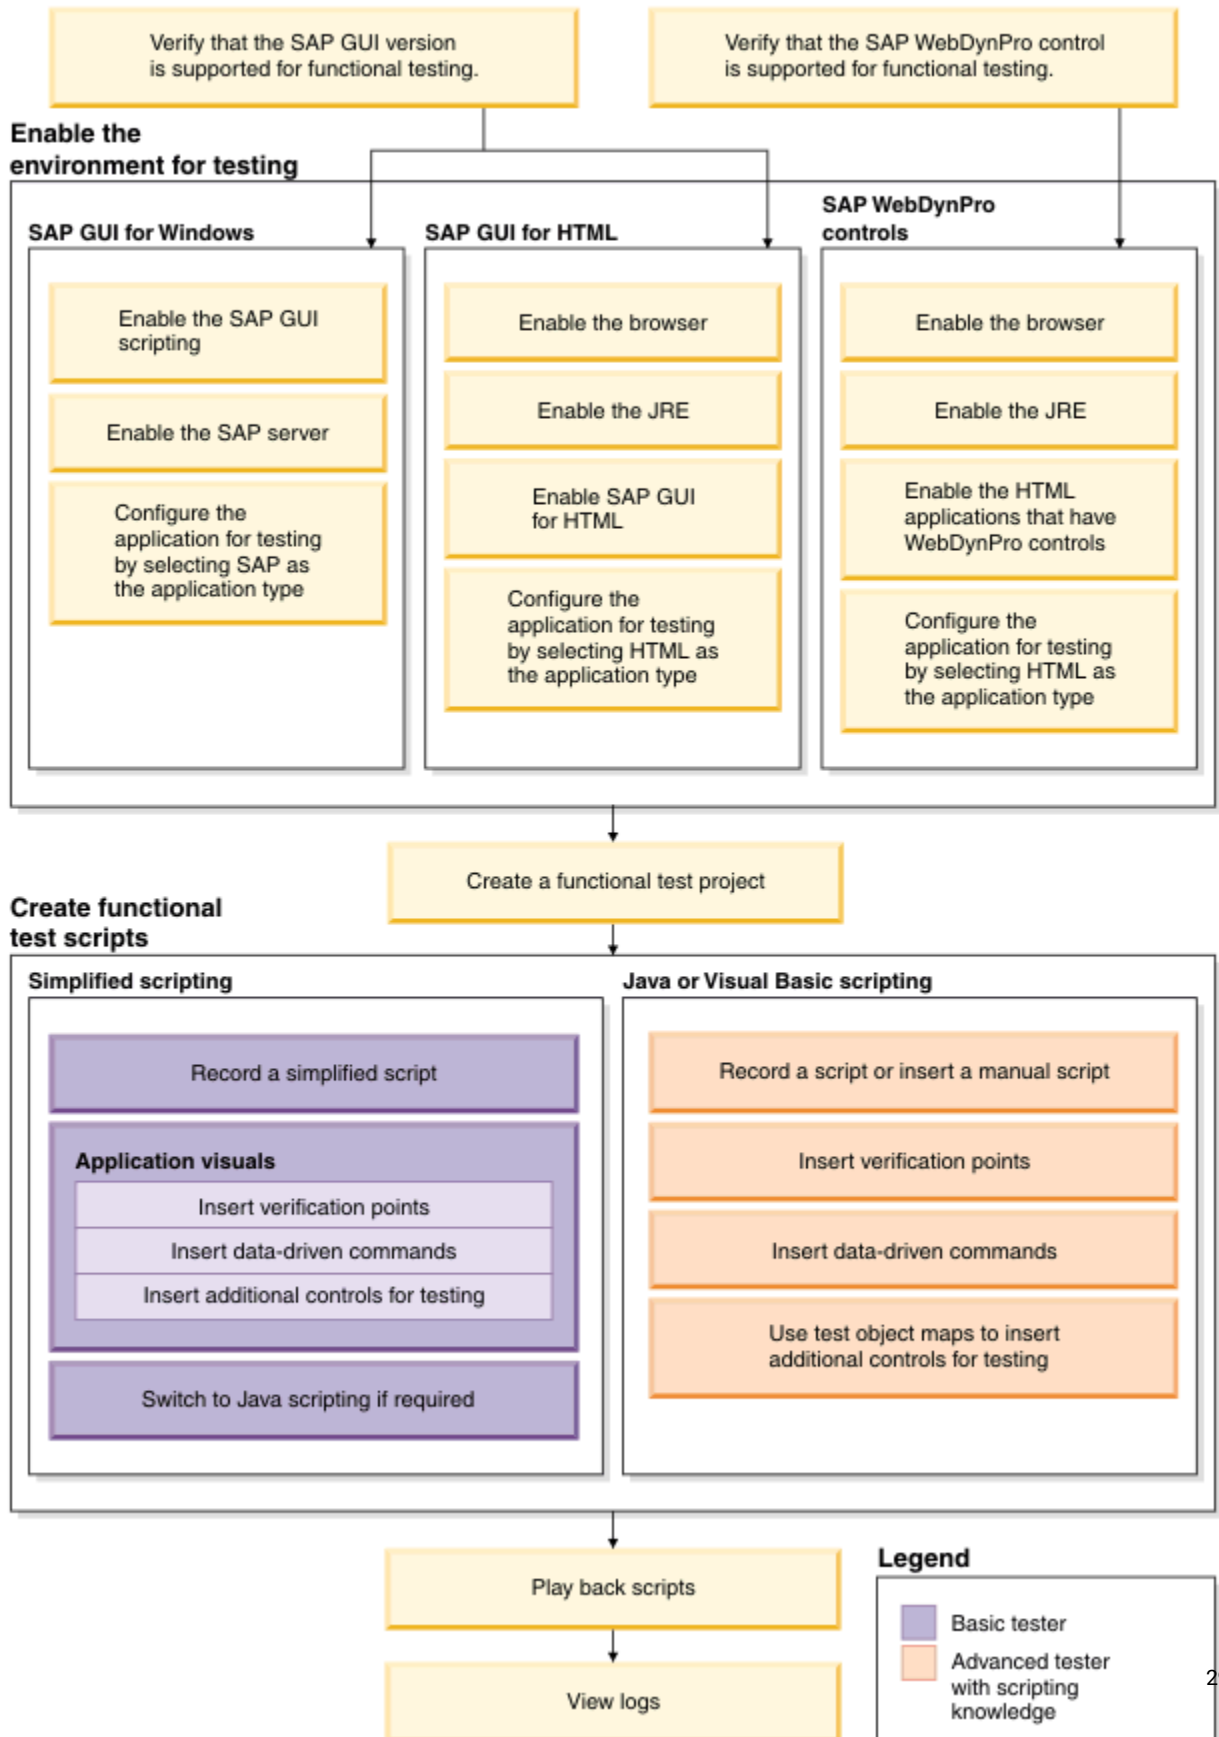 Verify that the SAP GUI version
is supported for functional testing.
Verify that the SAP WebDynPro control
is supported for functional testing.
Enable the
environment for testing
SAP GUI for Windows
Enable the SAP GUI
scripting
Enable the SAP server
Configure the
application for testing
by selecting SAP as
the application type
SAP GUI for HTML
Enable the browser
Enable the JRE
Enable SAP GUI
for HTML
Configure the
application for testing
by selecting HTML as
the application type
SAP WebDynPro
controls
Enable the browser
Enable the JRE
Enable the HTML
applications that have
WebDynPro controls
Configure the
application for testing
by selecting HTML as
the application type
Create a functional test project
Create functional
test scripts
Simplified scripting
Record a simplified script
Application visuals
Insert verification points
Insert data-driven commands
Insert additional controls for testing
Switch to Java scripting if required
Java or Visual Basic scripting
Record a script or insert a manual script
Insert verification points
Insert data-driven commands
Use test object maps to insert
additional controls for testing
Play back scripts
View logs
Legend
Basic tester
Advanced tester
with scripting
knowledge